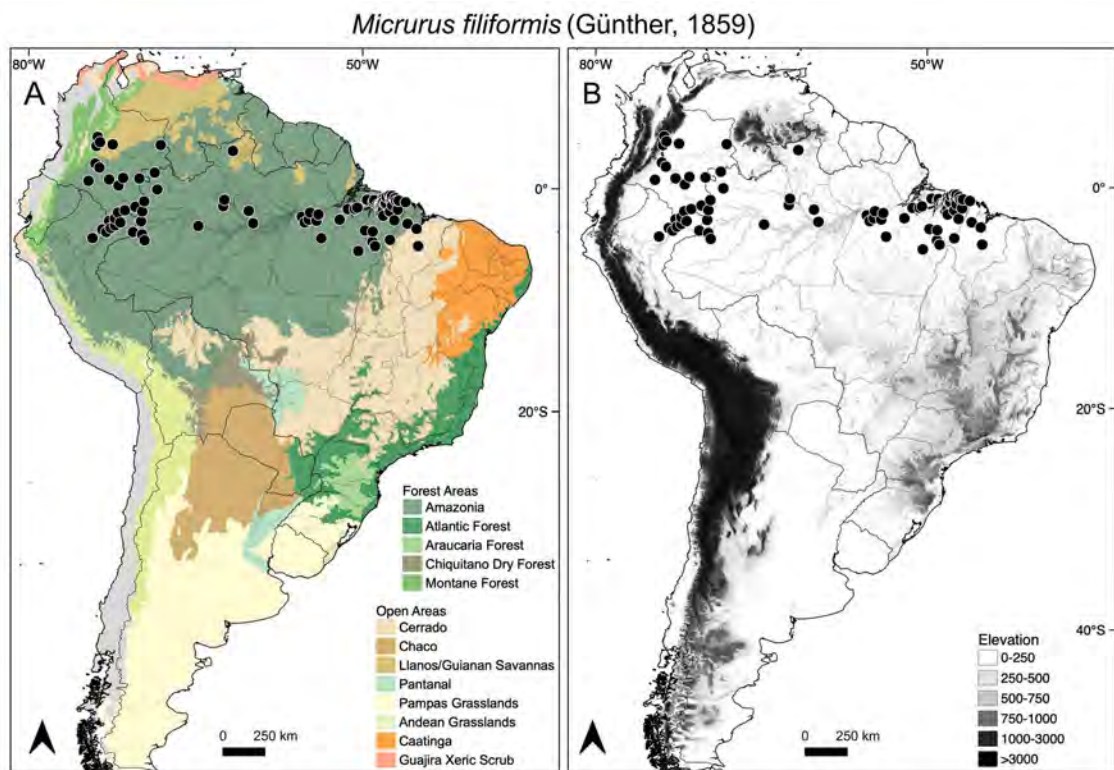 Micrurus filiformis (Günther, 1859)
80°W
50°W
A
0°
20°S
Forest Areas
Amazonia
Atlantic Forest
Araucaria Forest
Chiquitano Dry Forest
Montane Forest
Open Areas
Cerrado
Chaco
Llanos/Guianan Savannas
Pantanal
Pampas Grasslands
Andean Grasslands
Caatinga
Guajira Xeric Scrub
0
250 km
80°W
50°W
B
0°
20°S
40°S
Elevation
0-250
250-500
500-750
750-1000
1000-3000
>3000
0
250 km